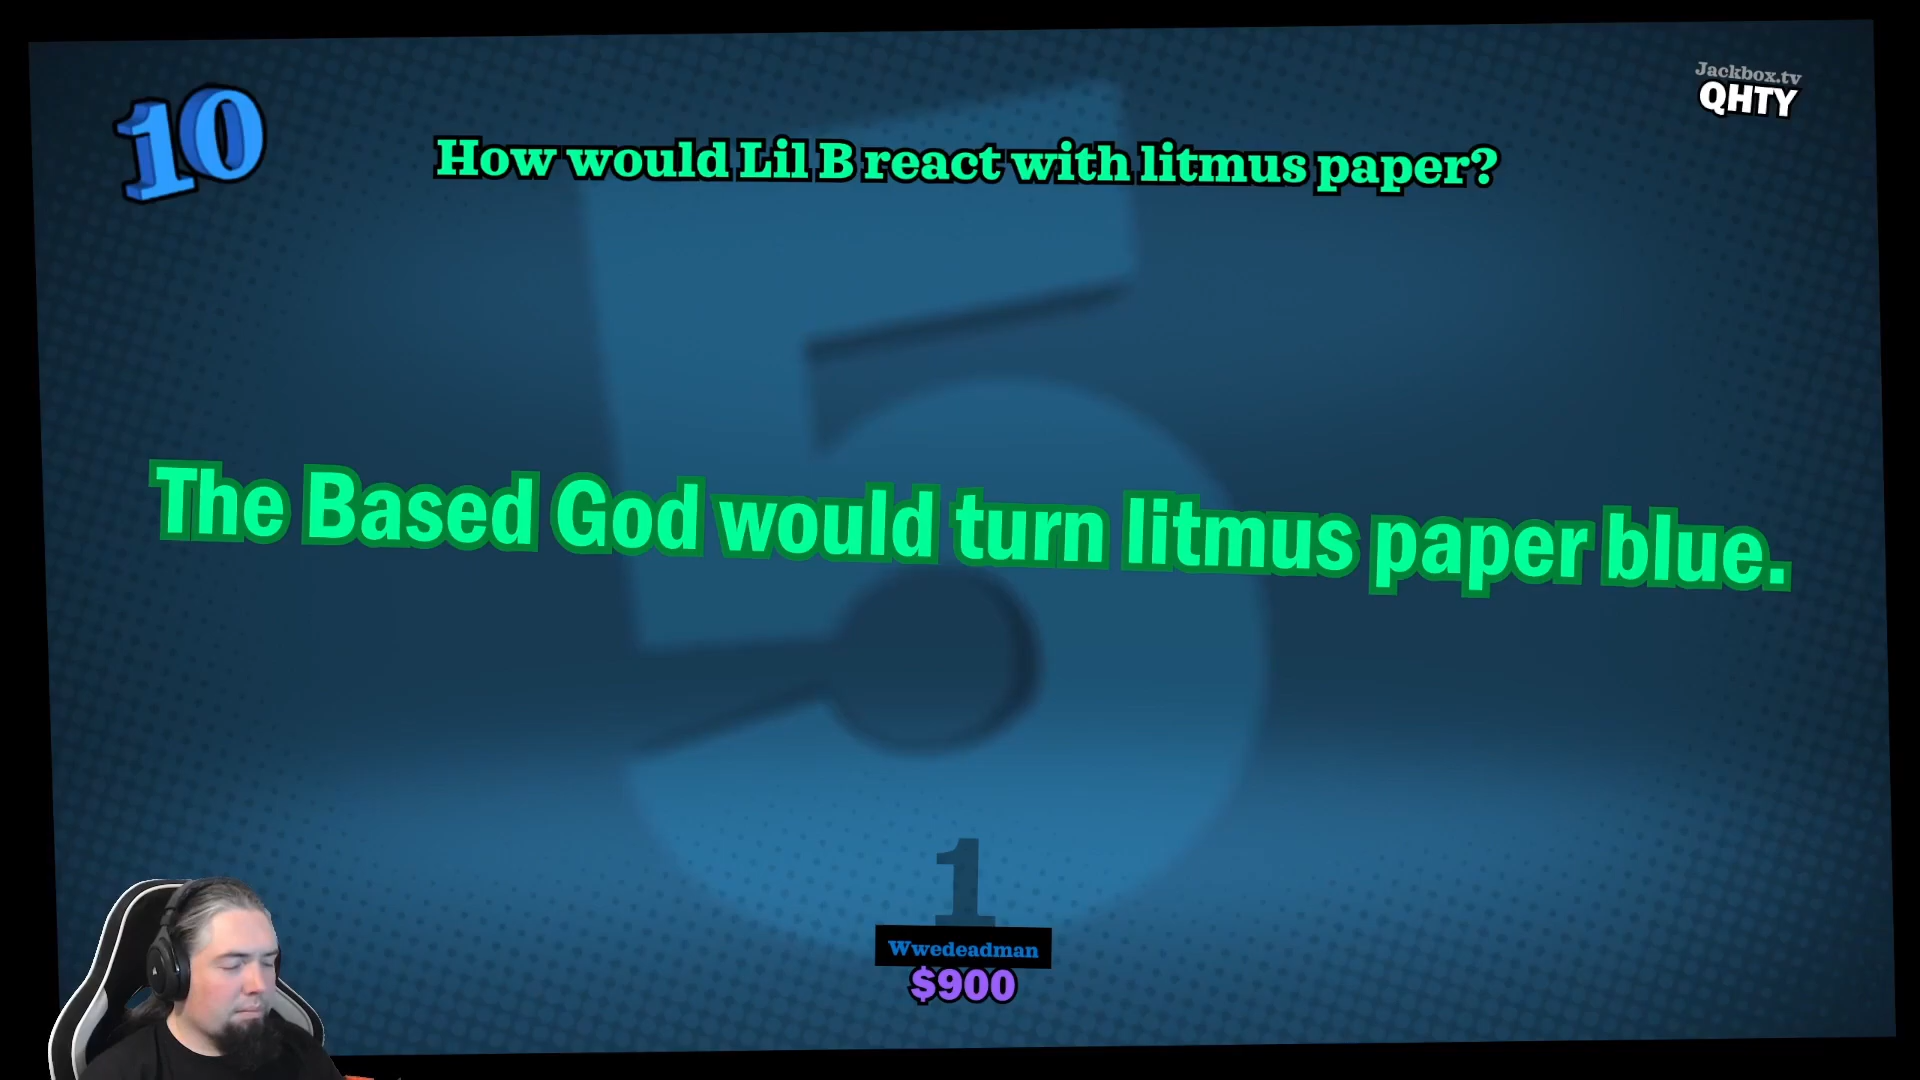 Jackbox.tv
QHTY
10
How would Lil B react with litmus paper?
5
The Based God would turn litmus paper blue.
1
Wwedeadman
$900